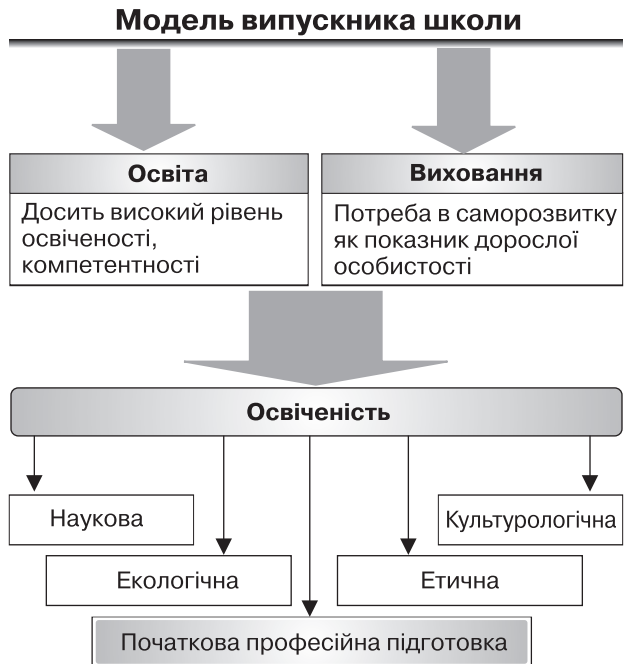 Модель випускника школи
Освіта
Досить високий рівень
освіченості,
компетентності
Виховання
Потреба в саморозвитку
як показник дорослої
особистості
Освіченість
Наукова
Культурологічна
Екологічна
Етична
Початкова професійна підготовка